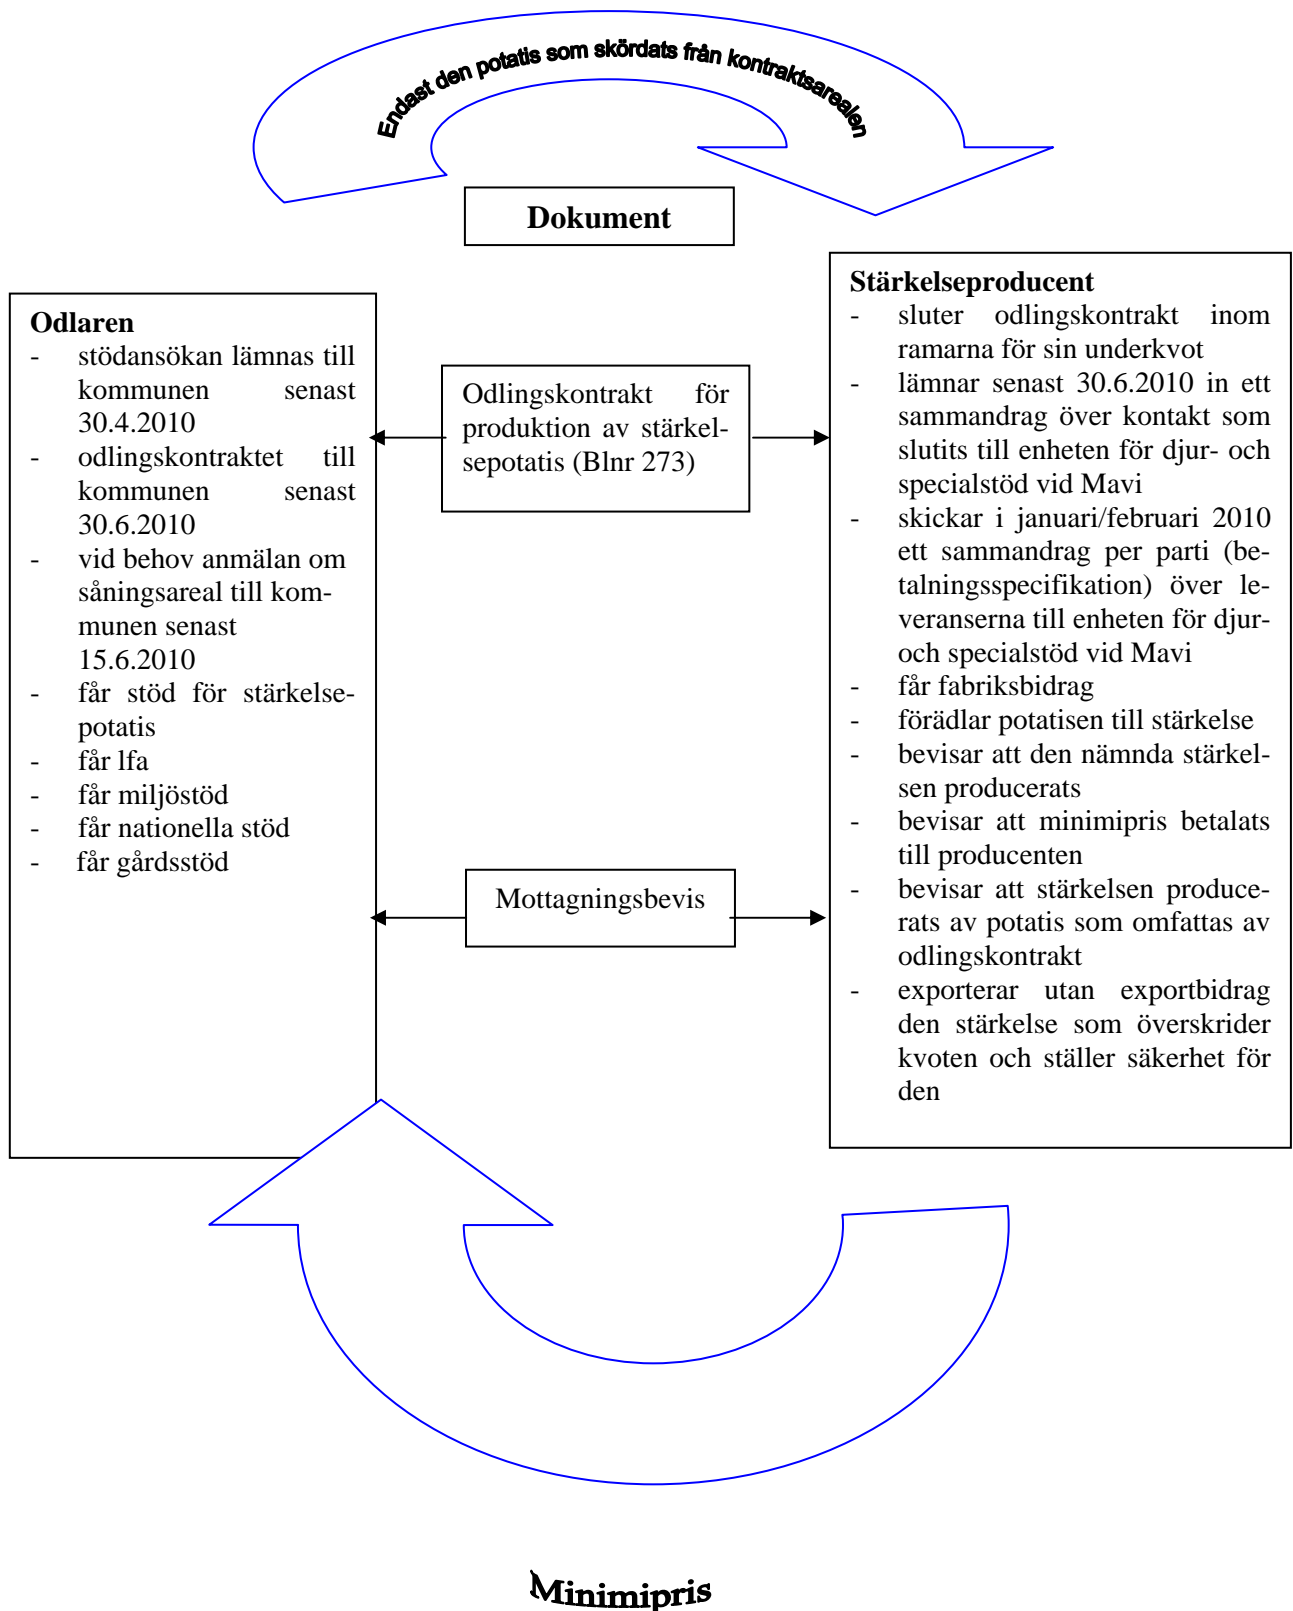 Endast den potatis som skördats från kontraktsarealen
Dokument
Odlaren
- stödansökan lämnas till
kommunen senast
30.4.2010
- odlingskontraktet till
kommunen senast
30.6.2010
- vid behov anmälan om
såningsareal till kom-
munen senast
15.6.2010
- får stöd för stärkelse-
potatis
- får lfa
- får miljöstöd
- får nationella stöd
- får gårdsstöd
Odlingskontrakt för
produktion av stärkel-
sepotatis (Blnr 273)
Mottagningsbevis
Stärkelseproducent
- sluter odlingskontrakt inom
ramarna för sin underkvot
- lämnar senast 30.6.2010 in ett
sammandrag över kontakt som
slutits till enheten för djur- och
specialstöd vid Mavi
- skickar i januari/februari 2010
ett sammandrag per parti (be-
talningsspecifikation) över le-
veranserna till enheten för djur-
och specialstöd vid Mavi
- får fabriksbidrag
- förädlar potatisen till stärkelse
- bevisar att den nämnda stärkel-
sen producerats
- bevisar att minimipris betalats
till producenten
- bevisar att stärkelsen produce-
rats av potatis som omfattas av
odlingskontrakt
- exporterar utan exportbidrag
den stärkelse som överskrider
kvoten och ställer säkerhet för
den
Minimipris